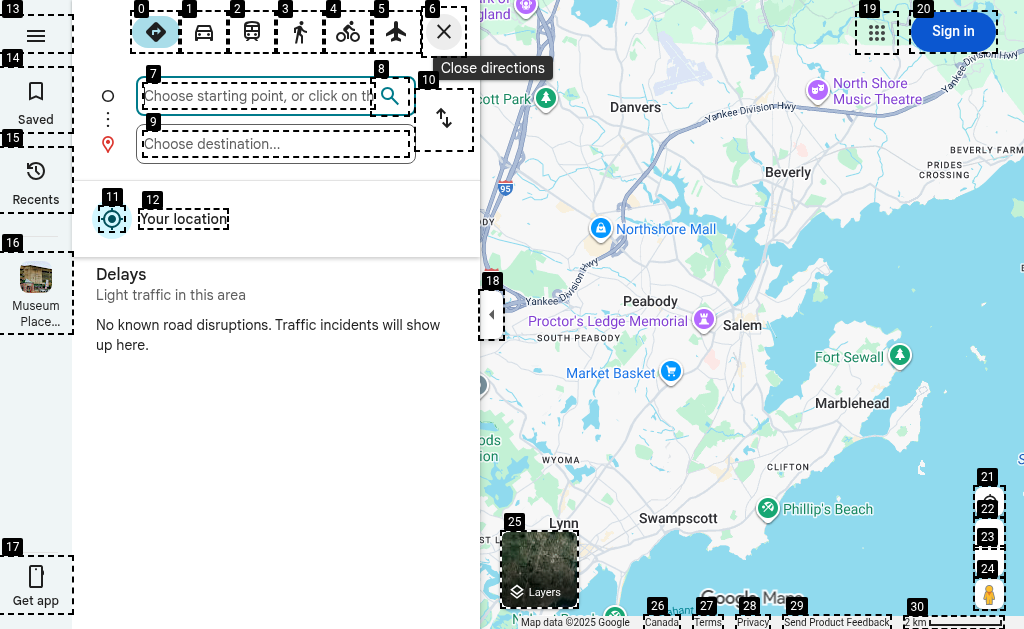 13
0
1
2
3
4
5
6
14
Saved
15
Recents
16
Museum
Place...
17
Get app
Close directions
7
Choose starting point, or click on th
8
9
Choose destination...
10
11
12
Your location
Delays
Light traffic in this area
No known road disruptions. Traffic incidents will show
up here.
18
19
20
Sign in
gland
cott Park
Danvers
North Shore
Music Theatre
Yankee Division Hwy
Yankee Division Hwy
BEVERLY FARM
PRIDES
CROSSING
Beverly
95
DY
Northshore Mall
Yankee Division Hwy
Peabody
Proctor's Ledge Memorial
Salem
SOUTH PEABODY
Fort Sewall
Market Basket
Marblehead
ods
ion
WYOMA
CLIFTON
Phillip's Beach
Swampscott
Lynn
21
22
23
24
25
Layers
Google Maps
26
27
28
29
30
Map data ©2025 Google
Canada
Terms
Privacy
Send Product Feedback
2 km